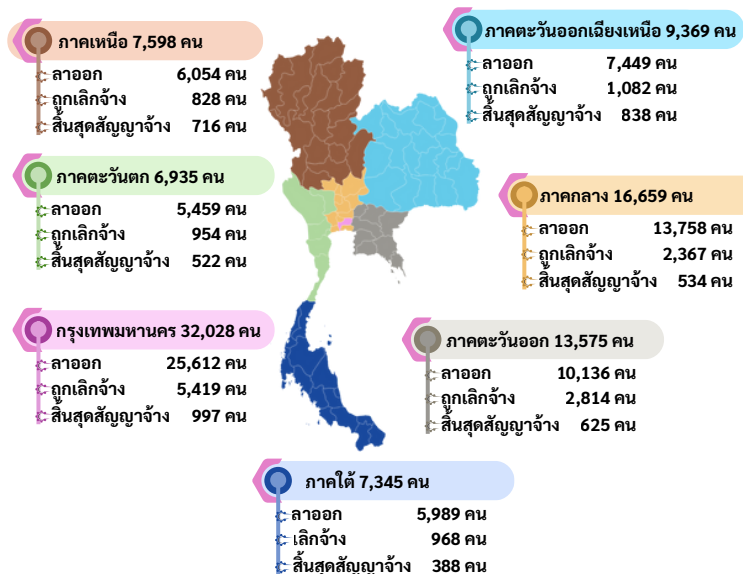 ภาคเหนือ 7,598 คน
ลาออก 6,054 คน
ถูกเลิกจ้าง 828 คน
สิ้นสุดสัญญาจ้าง 716 คน
ภาคตะวันออกเฉียงเหนือ 9,369 คน
ลาออก 7,449 คน
ถูกเลิกจ้าง 1,082 คน
สิ้นสุดสัญญาจ้าง 838 คน
ภาคตะวันตก 6,935 คน
ลาออก 5,459 คน
ถูกเลิกจ้าง 954 คน
สิ้นสุดสัญญาจ้าง 522 คน
ภาคกลาง 16,659 คน
ลาออก 13,758 คน
ถูกเลิกจ้าง 2,367 คน
สิ้นสุดสัญญาจ้าง 534 คน
กรุงเทพมหานคร 32,028 คน
ลาออก 25,612 คน
ถูกเลิกจ้าง 5,419 คน
สิ้นสุดสัญญาจ้าง 997 คน
ภาคตะวันออก 13,575 คน
ลาออก 10,136 คน
ถูกเลิกจ้าง 2,814 คน
สิ้นสุดสัญญาจ้าง 625 คน
ภาคใต้ 7,345 คน
ลาออก 5,989 คน
เลิกจ้าง 968 คน
สิ้นสุดสัญญาจ้าง 388 คน